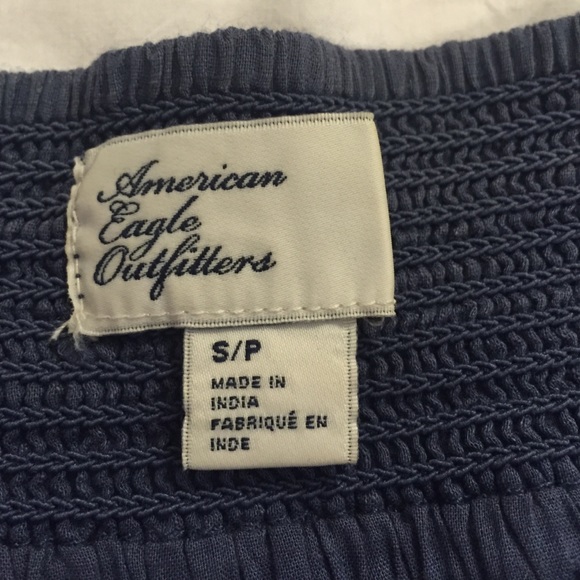 American
Eagle
Outfitters
S/P
MADE IN
INDIA
FABRIQUÉ EN
INDE